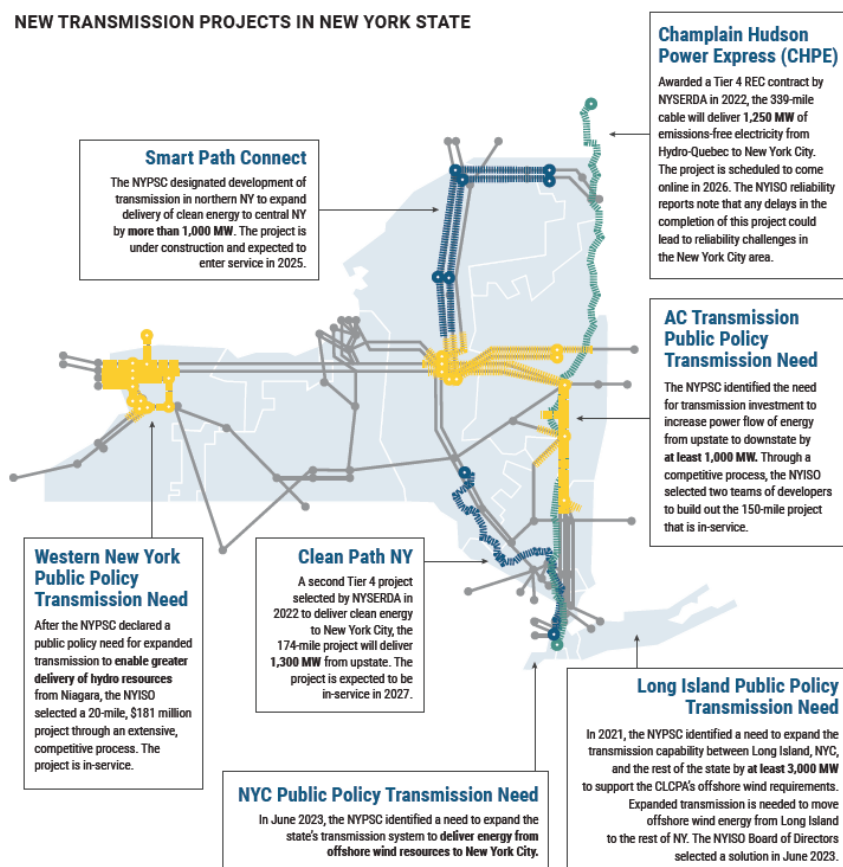 NEW TRANSMISSION PROJECTS IN NEW YORK STATE
Champlain Hudson
Power Express (CHPE)
Awarded a Tier 4 REC contract by
NYSERDA in 2022, the 339-mile
cable will deliver 1,250 MW of
emissions-free electricity from
Hydro-Quebec to New York City.
The project is scheduled to come
online in 2026. The NYISO reliability
reports note that any delays in the
completion of this project could
lead to reliability challenges in
the New York City area.
Smart Path Connect
The NYPSC designated development of
transmission in northern NY to expand
delivery of clean energy to central NY
by more than 1,000 MW. The project is
under construction and expected to
enter service in 2025.
AC Transmission
Public Policy
Transmission Need
The NYPSC identified the need
for transmission investment to
increase power flow of energy
from upstate to downstate by
at least 1,000 MW. Through a
competitive process, the NYISO
selected two teams of developers
to build out the 150-mile project
that is in-service.
Western New York
Public Policy
Transmission Need
After the NYPSC declared a
public policy need for expanded
transmission to enable greater
delivery of hydro resources
from Niagara, the NYISO
selected a 20-mile, $181 million
project through an extensive,
competitive process. The
project is in-service.
Clean Path NY
A second Tier 4 project
selected by NYSERDA in
2022 to deliver clean energy
to New York City, the
174-mile project will deliver
1,300 MW from upstate. The
project is expected to be
in-service in 2027.
Long Island Public Policy
Transmission Need
In 2021, the NYPSC identified a need to expand the
transmission capability between Long Island, NYC,
and the rest of the state by at least 3,000 MW
to support the CLCPA's offshore wind requirements.
Expanded transmission is needed to move
offshore wind energy from Long Island
to the rest of NY. The NYISO Board of Directors
selected a solution in June 2023.
NYC Public Policy Transmission Need
In June 2023, the NYPSC identified a need to expand the
state's transmission system to deliver energy from
offshore wind resources to New York City.